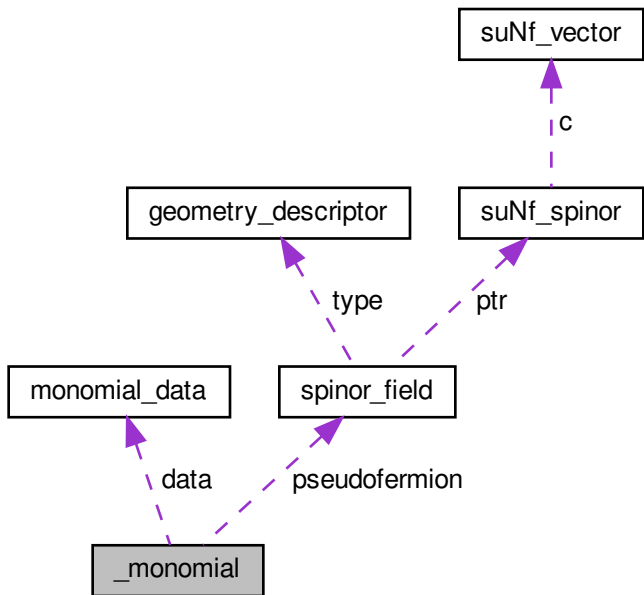 suNf_vector
c
geometry_descriptor
suNf_spinor
type
ptr
monomial_data
spinor_field
data
pseudofermion
_monomial